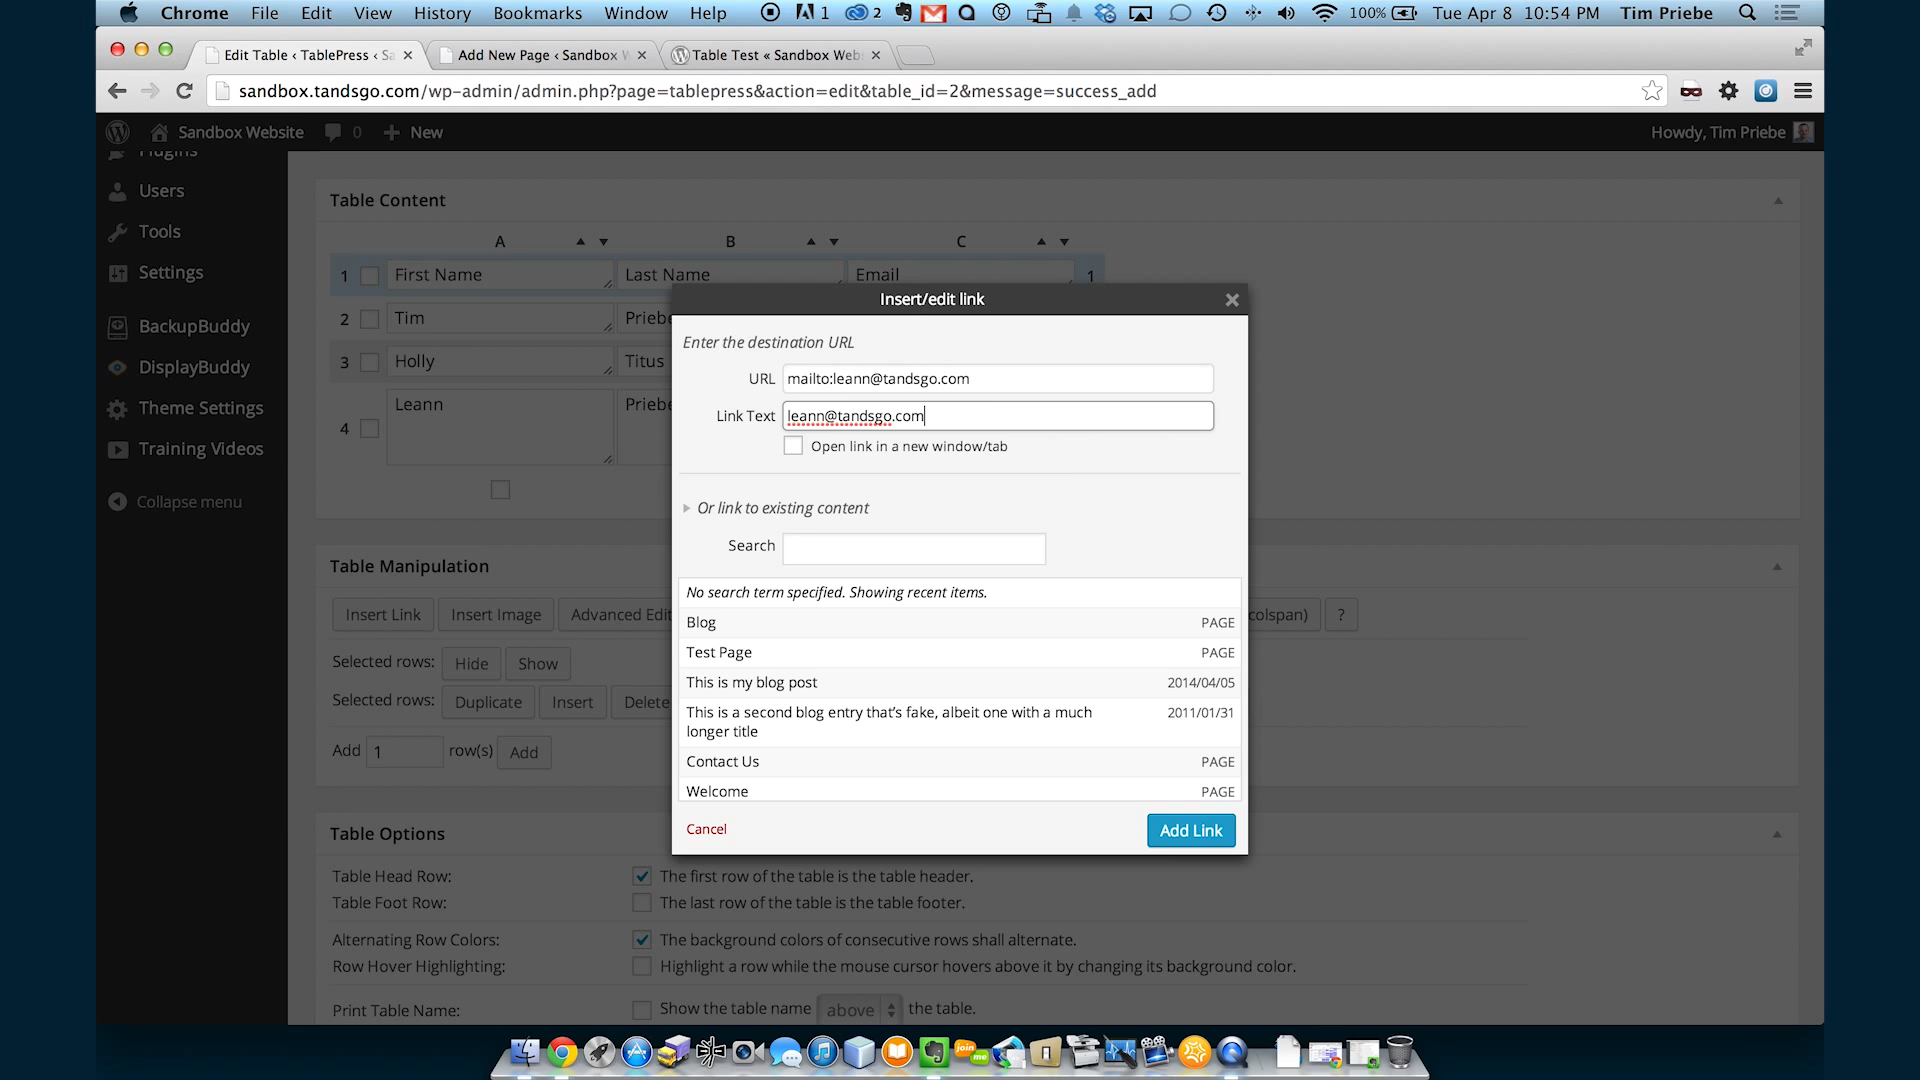 Chrome File Edit View History Bookmarks Window Help 1 2 100% Tue Apr 8 10:54 PM Tim Priebe
Edit Table ‹ TablePress ‹ Sa Add New Page ‹ Sandbox W Table Test « Sandbox Web
sandbox.tandsgo.com/wp-admin/admin.php?page=tablepress&action=edit&table_id=2&message=success_add
Sandbox Website 0 New Howdy, Tim Priebe
Plugins
Users
Tools
Settings
BackupBuddy
DisplayBuddy
Theme Settings
Training Videos
Collapse menu
Table Content
A B C
1 First Name Last Name Email 1
2 Tim Priebe
3 Holly Titus
4 Leann Priebe
Insert/edit link
Enter the destination URL
URL mailto:leann@tandsgo.com
Link Text leann@tandsgo.com
Open link in a new window/tab
Or link to existing content
Search
No search term specified. Showing recent items.
Blog PAGE
Test Page PAGE
This is my blog post 2014/04/05
This is a second blog entry that's fake, albeit one with a much 2011/01/31
longer title
Contact Us PAGE
Welcome PAGE
Cancel Add Link
Table Manipulation
Insert Link Insert Image Advanced Edit colspan) ?
Selected rows: Hide Show
Selected rows: Duplicate Insert Delete
Add 1 row(s) Add
Table Options
Table Head Row: The first row of the table is the table header.
Table Foot Row: The last row of the table is the table footer.
Alternating Row Colors: The background colors of consecutive rows shall alternate.
Row Hover Highlighting: Highlight a row while the mouse cursor hovers above it by changing its background color.
Print Table Name: Show the table name above the table.
join me